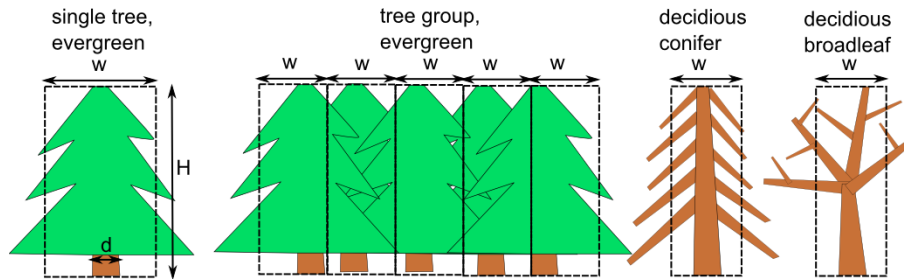 single tree,
evergreen
w
H
d
tree group,
evergreen
w w w w w
decidious
conifer
w
decidious
broadleaf
w